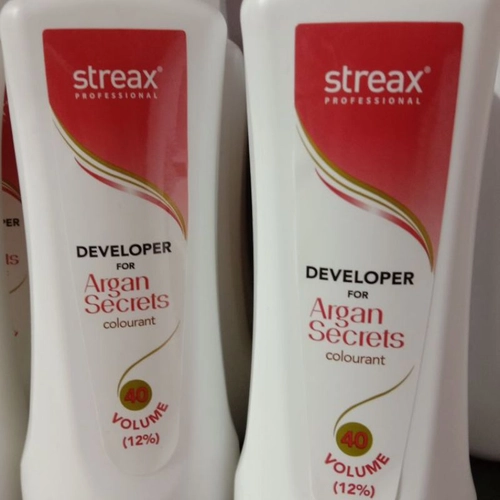 streax®
PROFESSIONAL
DEVELOPER
FOR
Argan
Secrets
colourant
40
VOLUME
(12%)
streax®
PROFESSIONAL
DEVELOPER
FOR
Argan
Secrets
colourant
40
VOLUME
(12%)